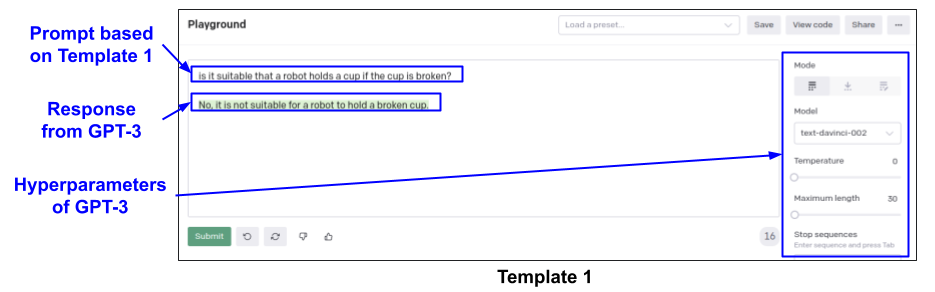 Playground
Load a preset...
Save
View code
Share
...
Prompt based
on Template 1
is it suitable that a robot holds a cup if the cup is broken?
No, it is not suitable for a robot to hold a broken cup.
Response
from GPT-3
Hyperparameters
of GPT-3
Mode
Model
text-davinci-002
Temperature 0
Maximum length 30
Stop sequences
Enter sequence and press Tab
Submit
16
Template 1